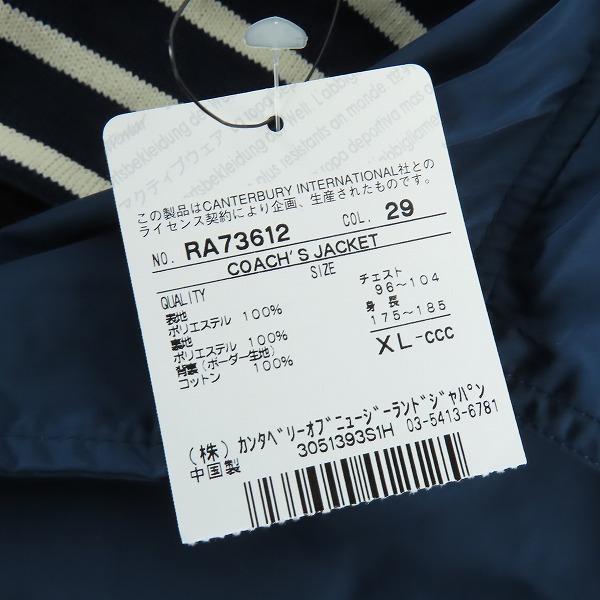 この製品はCANTERBURY INTERNATIONAL社との
ライセンス契約により企画、生産されたものです。
NO. RA73612 COL. 29
COACH'S JACKET
QUALITY SIZE
表地
ポリエステル 100%
裏地
ポリエステル 100%
背裏(ボーダー生地)
コットン 100%
チェスト
96~104
身長
175~185
XL-CCC
(株)カンタベリーオブニュージーランドジャパン
3051393S1H 03-5413-6781
中国製